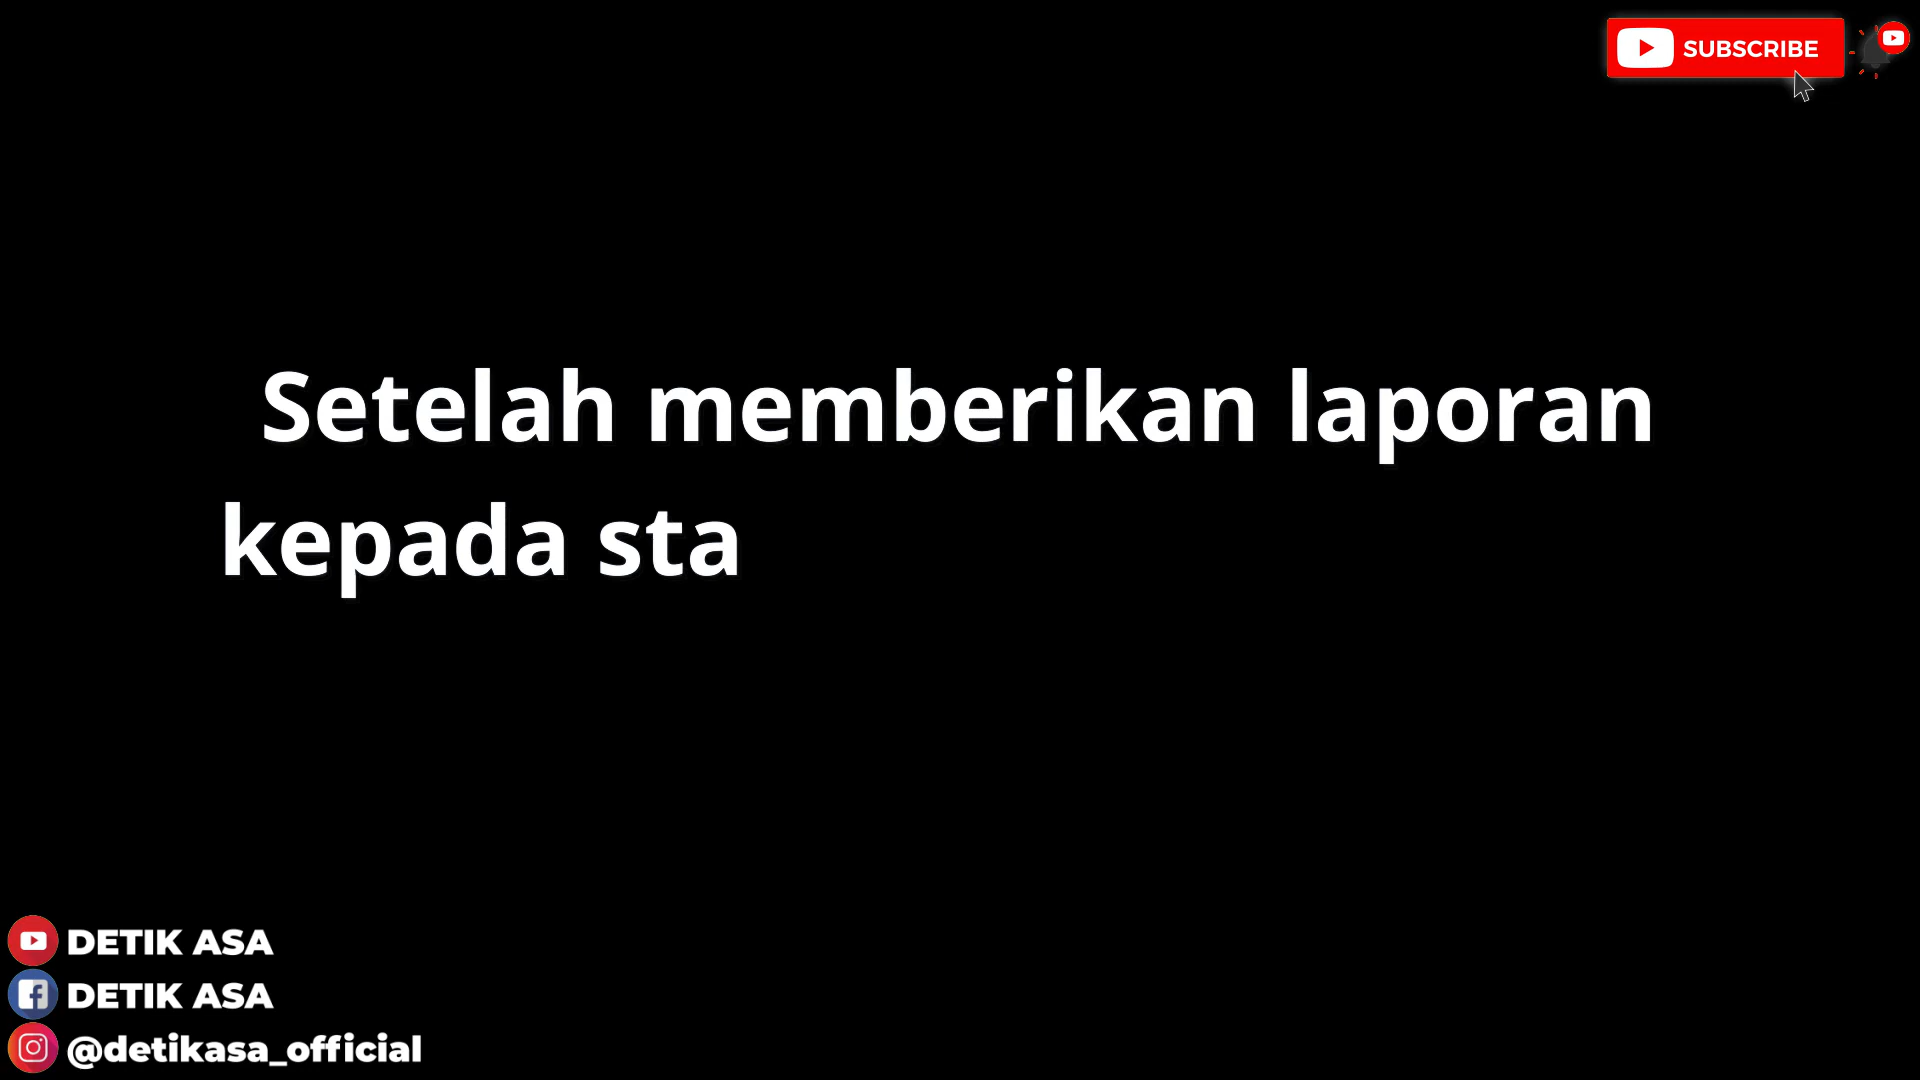 SUBSCRIBE
Setelah memberikan laporan
kepada sta
DETIK ASA
DETIK ASA
@detikasa_official